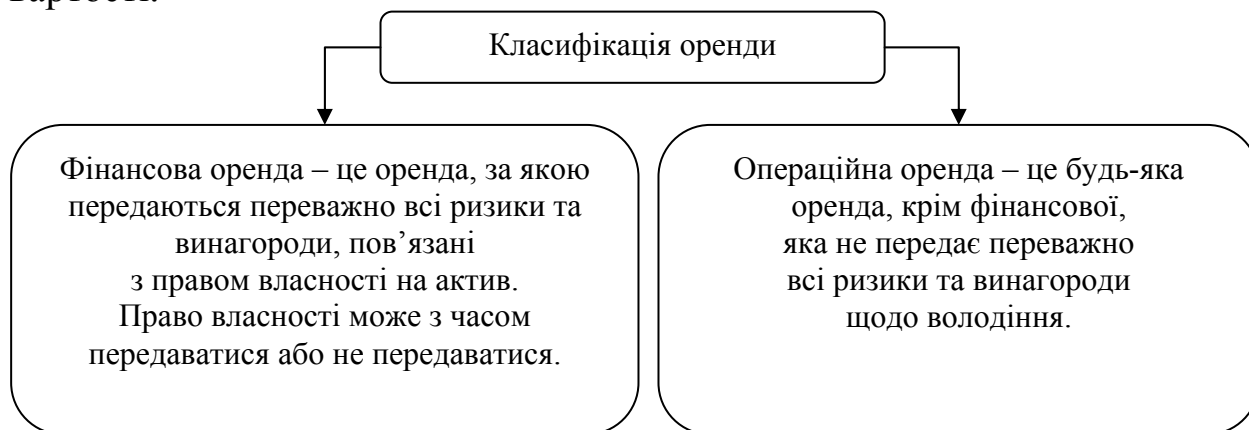 Класифікація оренди
Фінансова оренда – це оренда, за якою
передаються переважно всі ризики та
винагороди, пов’язані
з правом власності на актив.
Право власності може з часом
передаватися або не передаватися.
Операційна оренда – це будь-яка
оренда, крім фінансової,
яка не передає переважно
всі ризики та винагороди
щодо володіння.